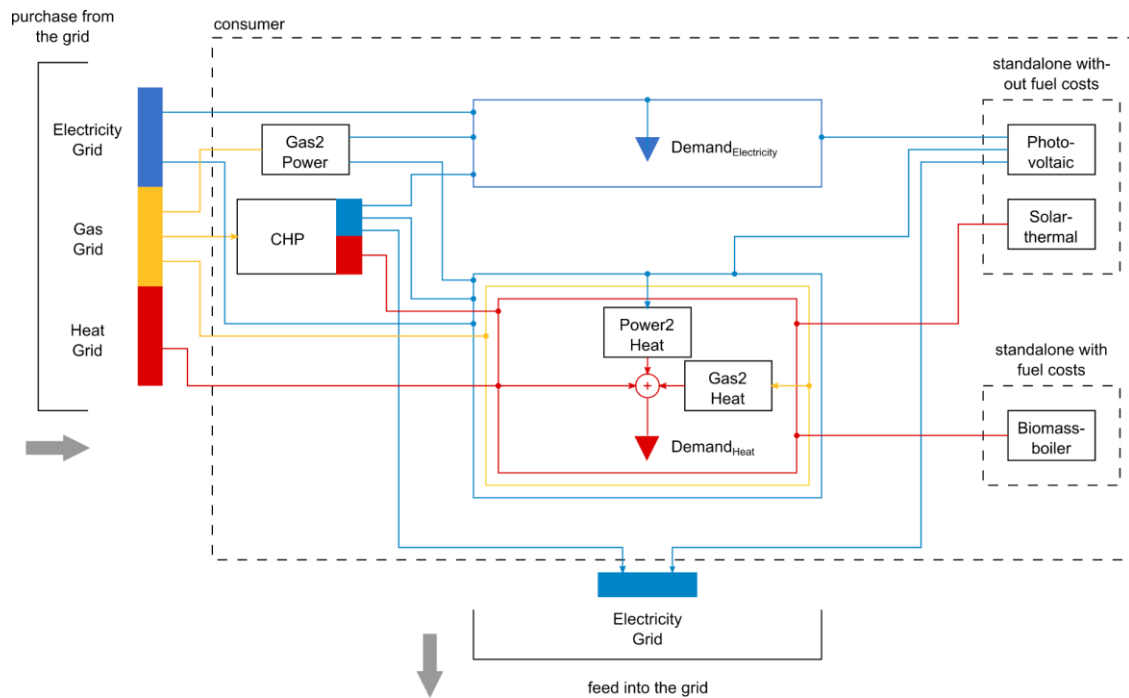 purchase from
the grid
consumer
standalone with-
out fuel costs
Electricity
Grid
Gas2
Power
Demand Electricity
Photo-
voltaic
Gas
Grid
CHP
Solar-
thermal
Heat
Grid
Power2
Heat
Gas2
Heat
standalone with
fuel costs
Demand Heat
Biomass-
boiler
Electricity
Grid
feed into the grid